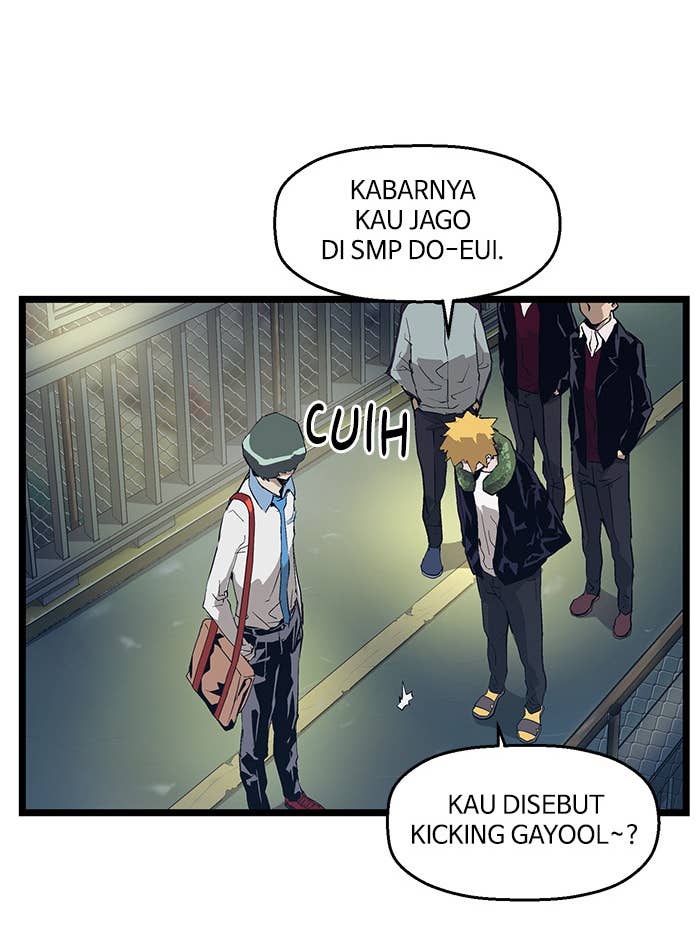 KABARNYA
KAU JAGO
DI SMP DO-EUI.
CUIH
KAU DISEBUT
KICKING GAYOOL~?